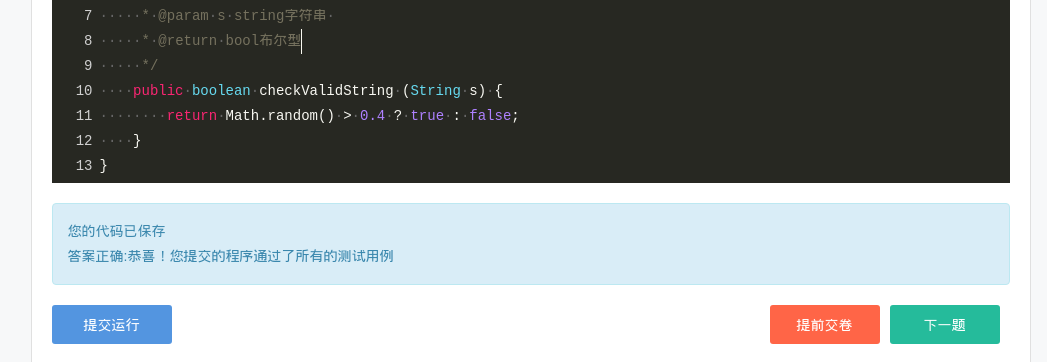 7 ·····*·@param·s·string字符串·
8 ·····*·@return·bool布尔型
9 ·····*/
10 ····public·boolean·checkValidString·(String·s)·{
11 ········return·Math.random()·>·0.4·?·true·:·false;
12 ····}
13 }
您的代码已保存
答案正确:恭喜！您提交的程序通过了所有的测试用例
提交运行 提前交卷 下一题